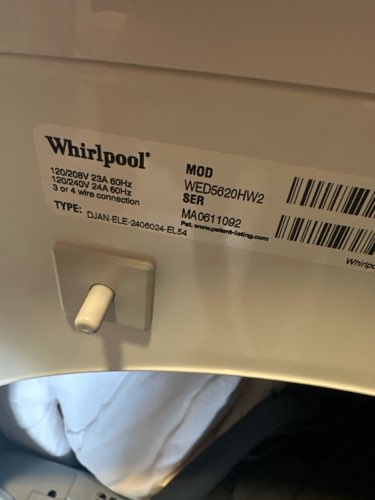 Whirlpool®
120/208V 23A 60Hz
120/240V 24A 60Hz
3 or 4 wire connection
TYPE: DJAN-ELE-2406024-EL54
MOD
WED5620HW2
SER
MA0611092
Pat. www.patent-listing.com